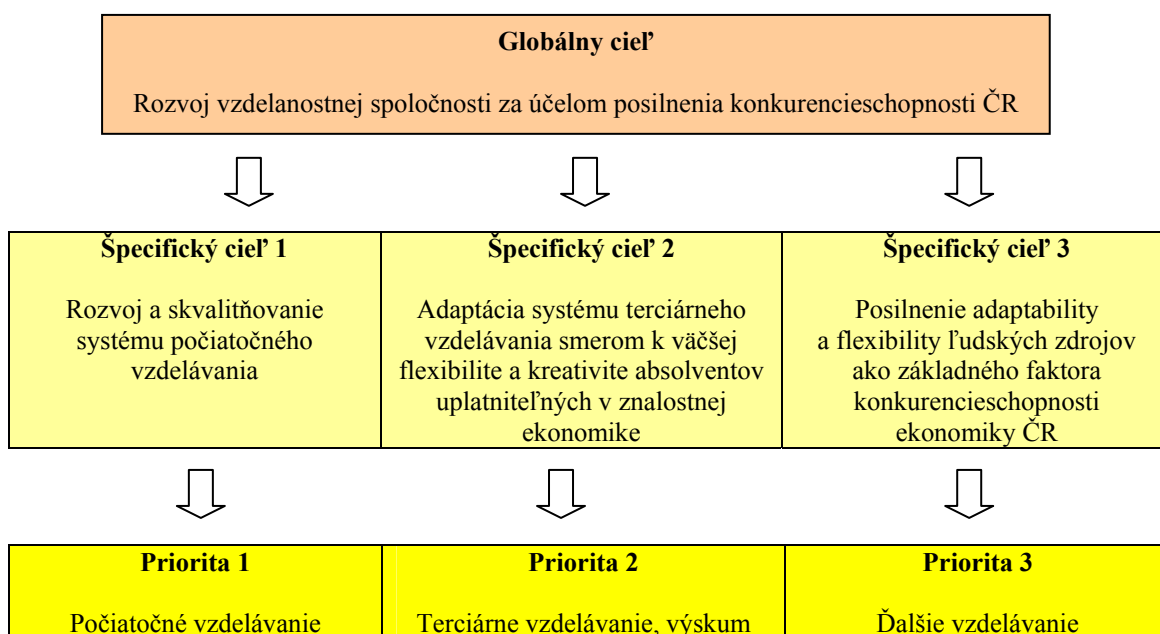 Globálny cieľ
Rozvoj vzdelanostnej spoločnosti za účelom posilnenia konkurencieschopnosti ČR
Špecifický cieľ 1
Rozvoj a skvalitňovanie
systému počiatočného
vzdelávania
Špecifický cieľ 2
Adaptácia systému terciárneho
vzdelávania smerom k väčšej
flexibilite a kreativite absolventov
uplatniteľných v znalostnej
ekonomike
Špecifický cieľ 3
Posilnenie adaptability
a flexibility ľudských zdrojov
ako základného faktora
konkurencieschopnosti
ekonomiky ČR
Priorita 1
Počiatočné vzdelávanie
Priorita 2
Terciárne vzdelávanie, výskum
Priorita 3
Ďalšie vzdelávanie